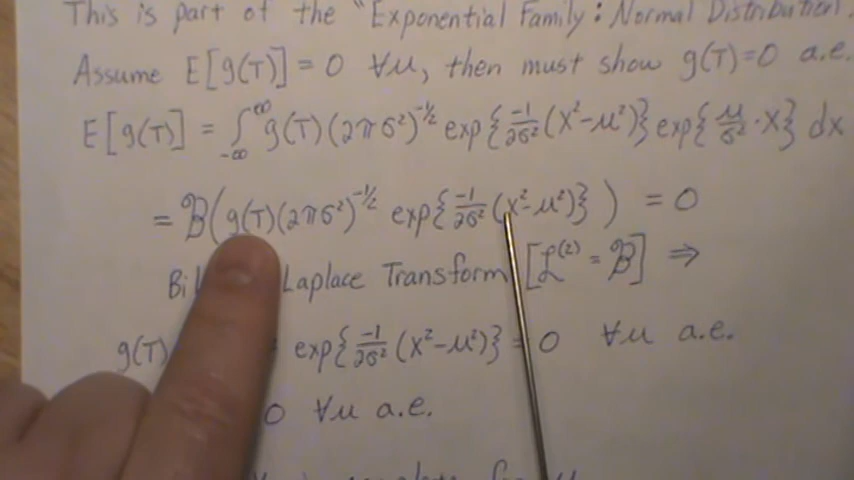 This is part of the "Exponential Family: Normal Distribution
Assume E[g(T)] = 0 ∀μ, then must show g(T)=0 a.e.
E[g(T)] = ∫_{-∞}^{∞} g(T)(2πσ²)^{-1/2} exp{-1/2σ² (x²-μ²)} exp{μ/σ² · x} dx
= B(g(T)(2πσ²)^{-1/2} exp{-1/2σ² (x²-μ²)}) = 0
Laplace Transform [L^{(2)} = B] ⇒
g(T) exp{-1/2σ² (x²-μ²)} = 0 ∀μ a.e.
0 ∀μ a.e.